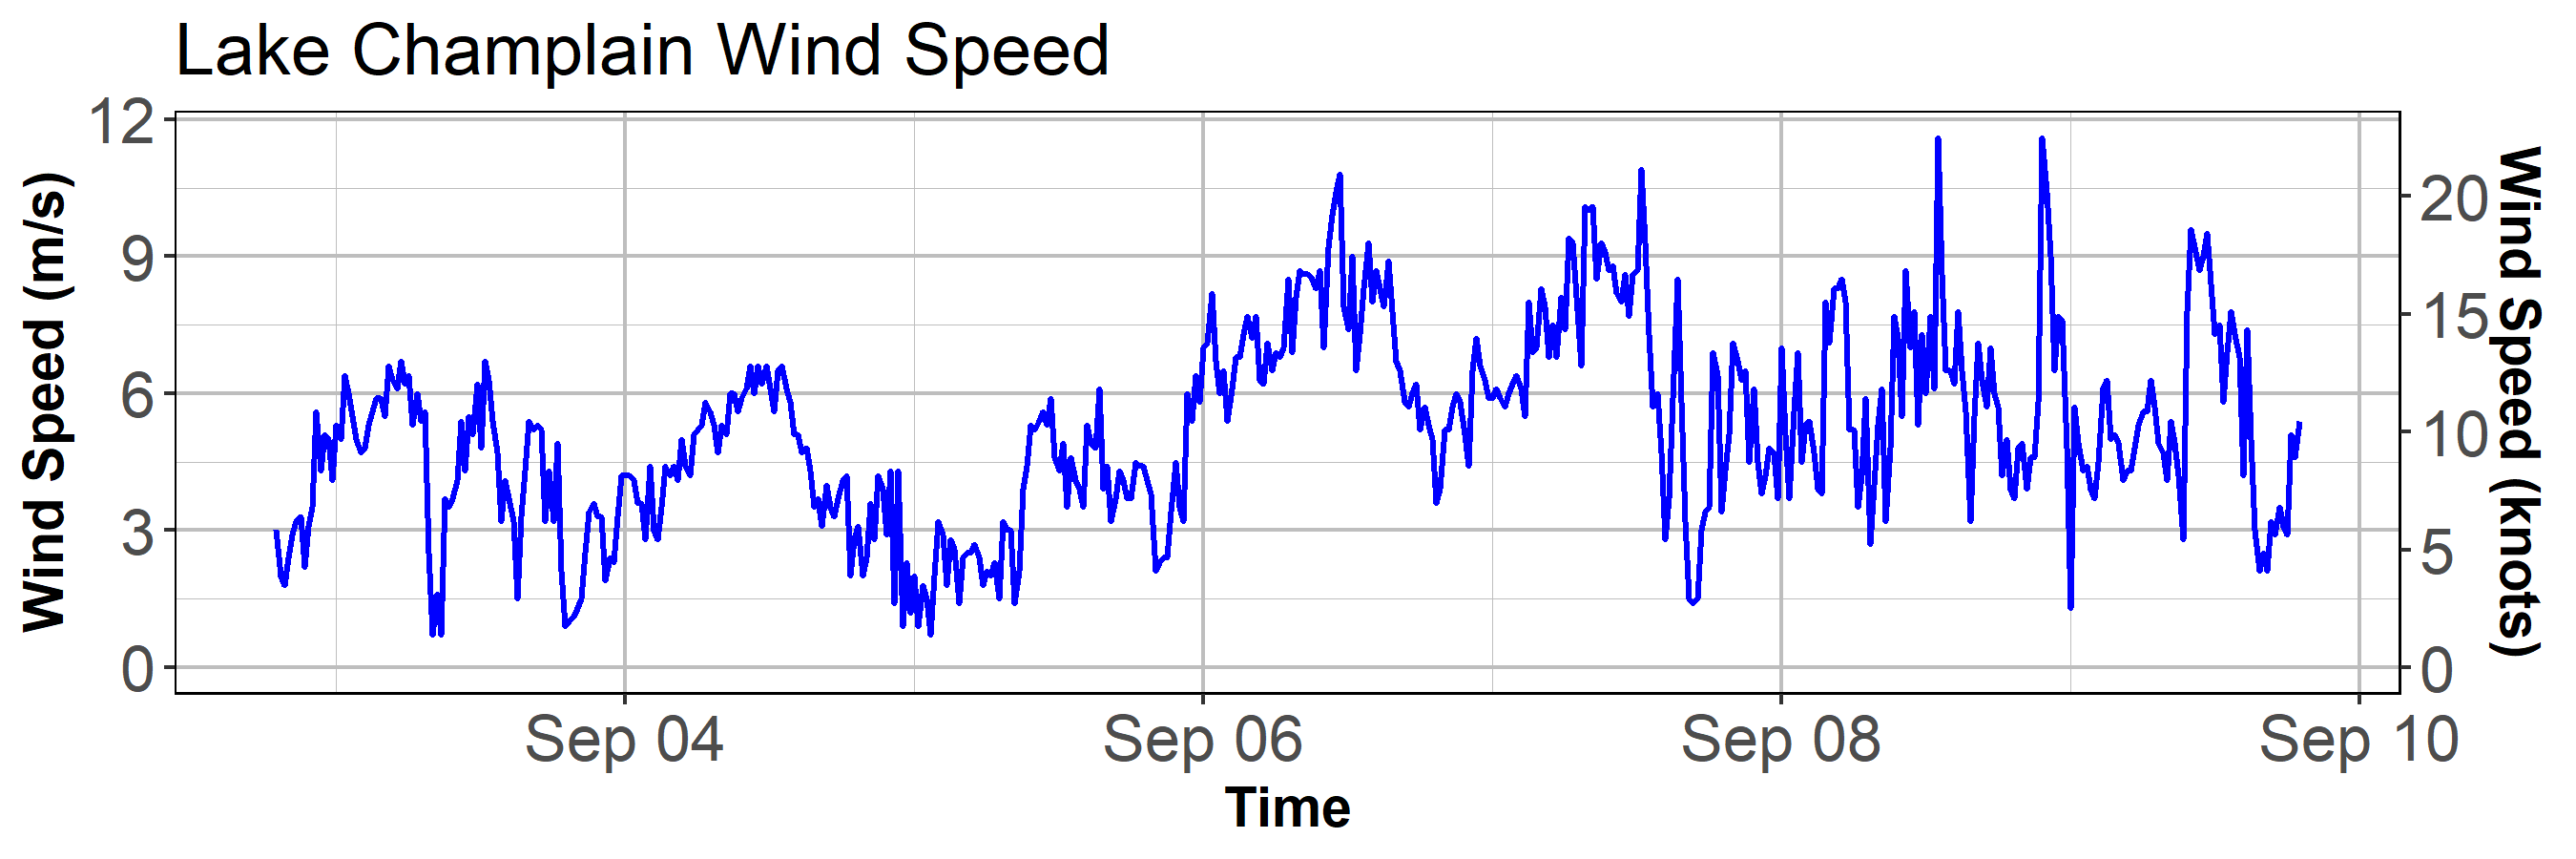 Lake Champlain Wind Speed
Wind Speed (m/s)
12
9
6
3
0
20
15
10
5
0
Wind Speed (knots)
Sep 04 Sep 06 Sep 08 Sep 10
Time